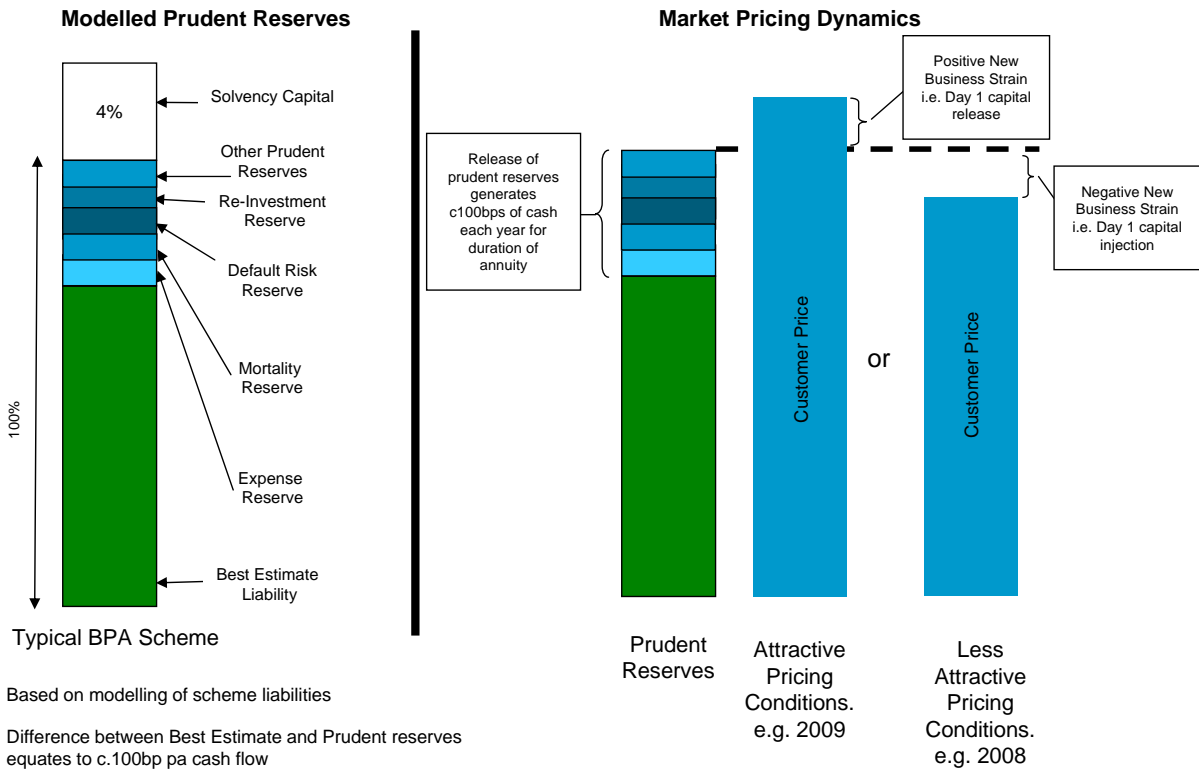 Modelled Prudent Reserves
4%
Solvency Capital
Other Prudent
Reserves
Re-Investment
Reserve
Default Risk
Reserve
Mortality
Reserve
Expense
Reserve
Best Estimate
Liability
100%
Typical BPA Scheme
Based on modelling of scheme liabilities
Difference between Best Estimate and Prudent reserves
equates to c.100bp pa cash flow
Market Pricing Dynamics
Release of
prudent reserves
generates
c100bps of cash
each year for
duration of
annuity
Positive New
Business Strain
i.e. Day 1 capital
release
Negative New
Business Strain
i.e. Day 1 capital
injection
Customer Price
or
Customer Price
Prudent
Reserves
Attractive
Pricing
Conditions.
e.g. 2009
Less
Attractive
Pricing
Conditions.
e.g. 2008